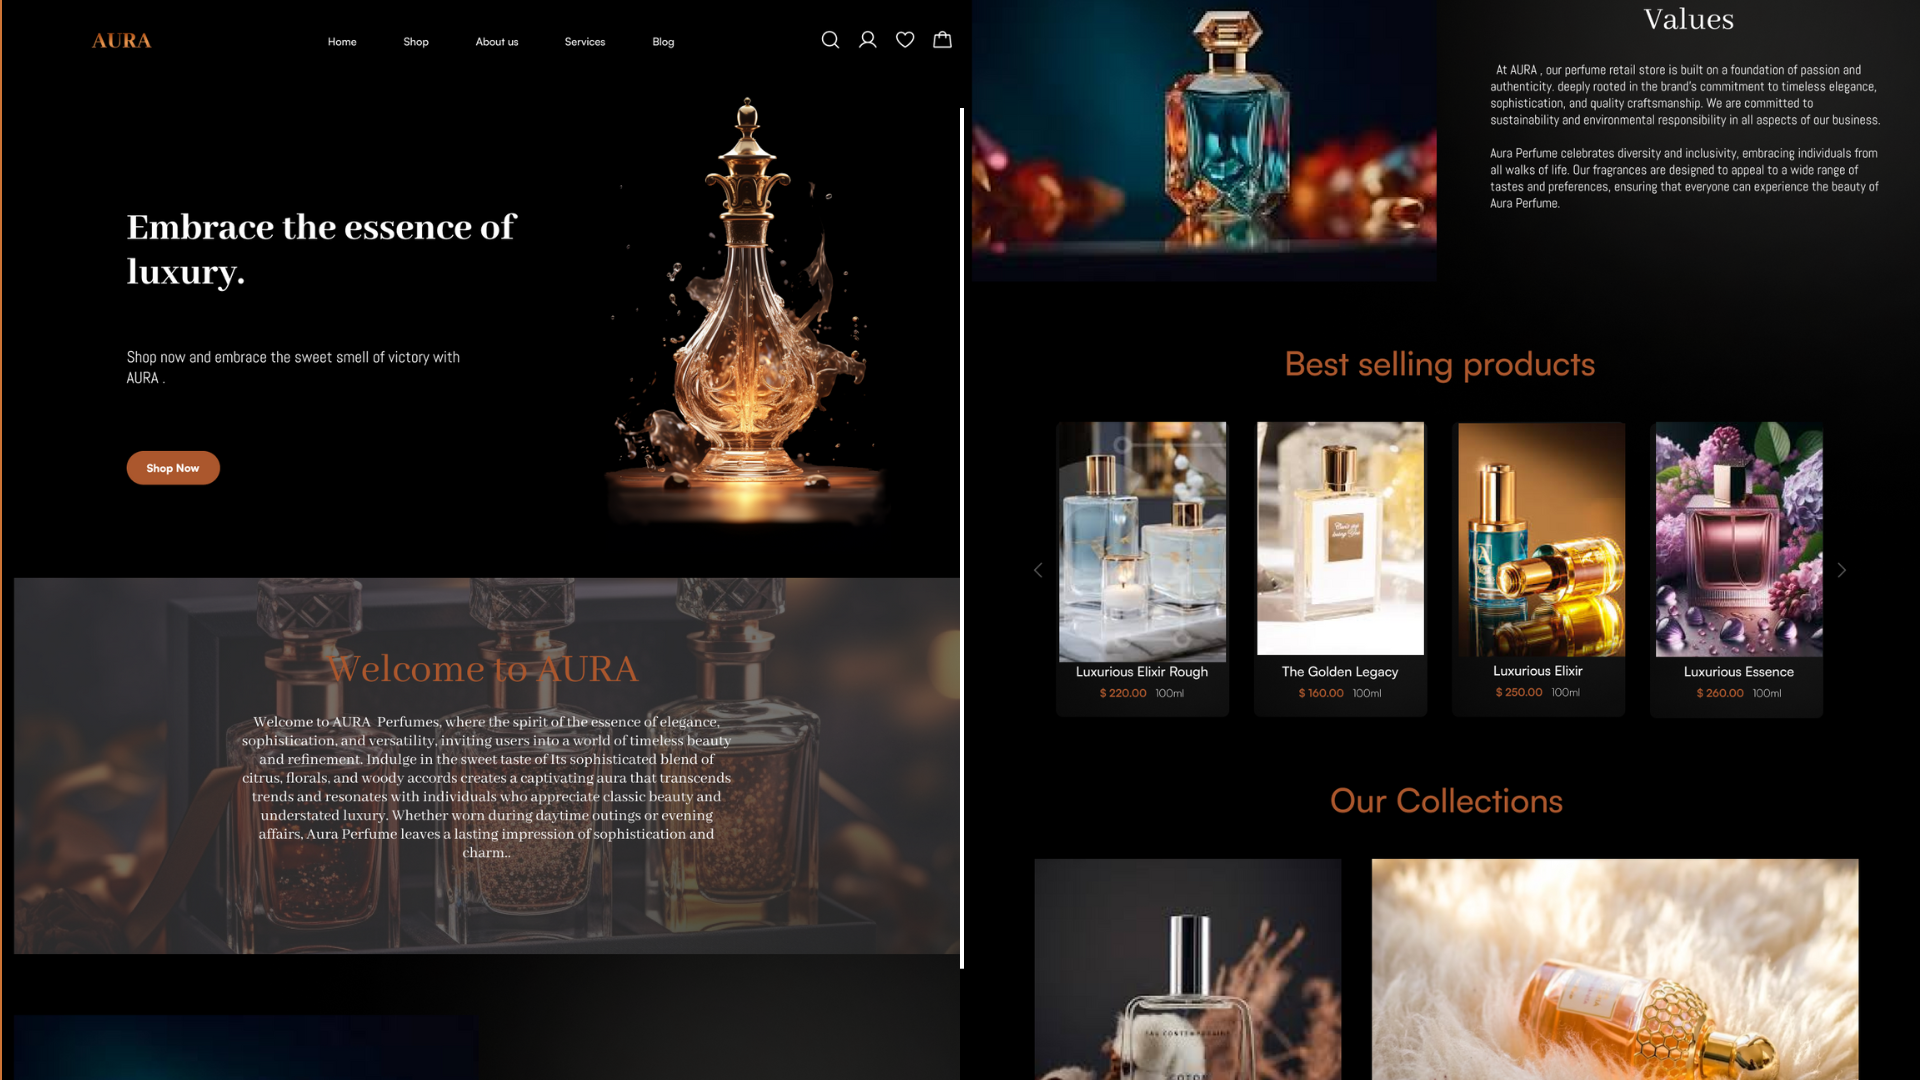 AURA
Home
Shop
About us
Services
Blog
Embrace the essence of
luxury.
Shop now and embrace the sweet smell of victory with
AURA .
Shop Now
Welcome to AURA
Welcome to AURA Perfumes, where the spirit of the essence of elegance,
sophistication, and versatility, inviting users into a world of timeless beauty
and refinement. Indulge in the sweet taste of Its sophisticated blend of
citrus, florals, and woody accords creates a captivating aura that transcends
trends and resonates with individuals who appreciate classic beauty and
understated luxury. Whether worn during daytime outings or evening
affairs, Aura Perfume leaves a lasting impression of sophistication and
charm..
Values
At AURA , our perfume retail store is built on a foundation of passion and
authenticity. deeply rooted in the brand's commitment to timeless elegance,
sophistication, and quality craftsmanship. We are committed to
sustainability and environmental responsibility in all aspects of our business.
Aura Perfume celebrates diversity and inclusivity, embracing individuals from
all walks of life. Our fragrances are designed to appeal to a wide range of
tastes and preferences, ensuring that everyone can experience the beauty of
Aura Perfume.
Best selling products
Luxurious Elixir Rough
$ 220.00 100ml
The Golden Legacy
$ 160.00 100ml
A
Luxurious Elixir
$ 250.00 100ml
Luxurious Essence
$ 260.00 100ml
Our Collections